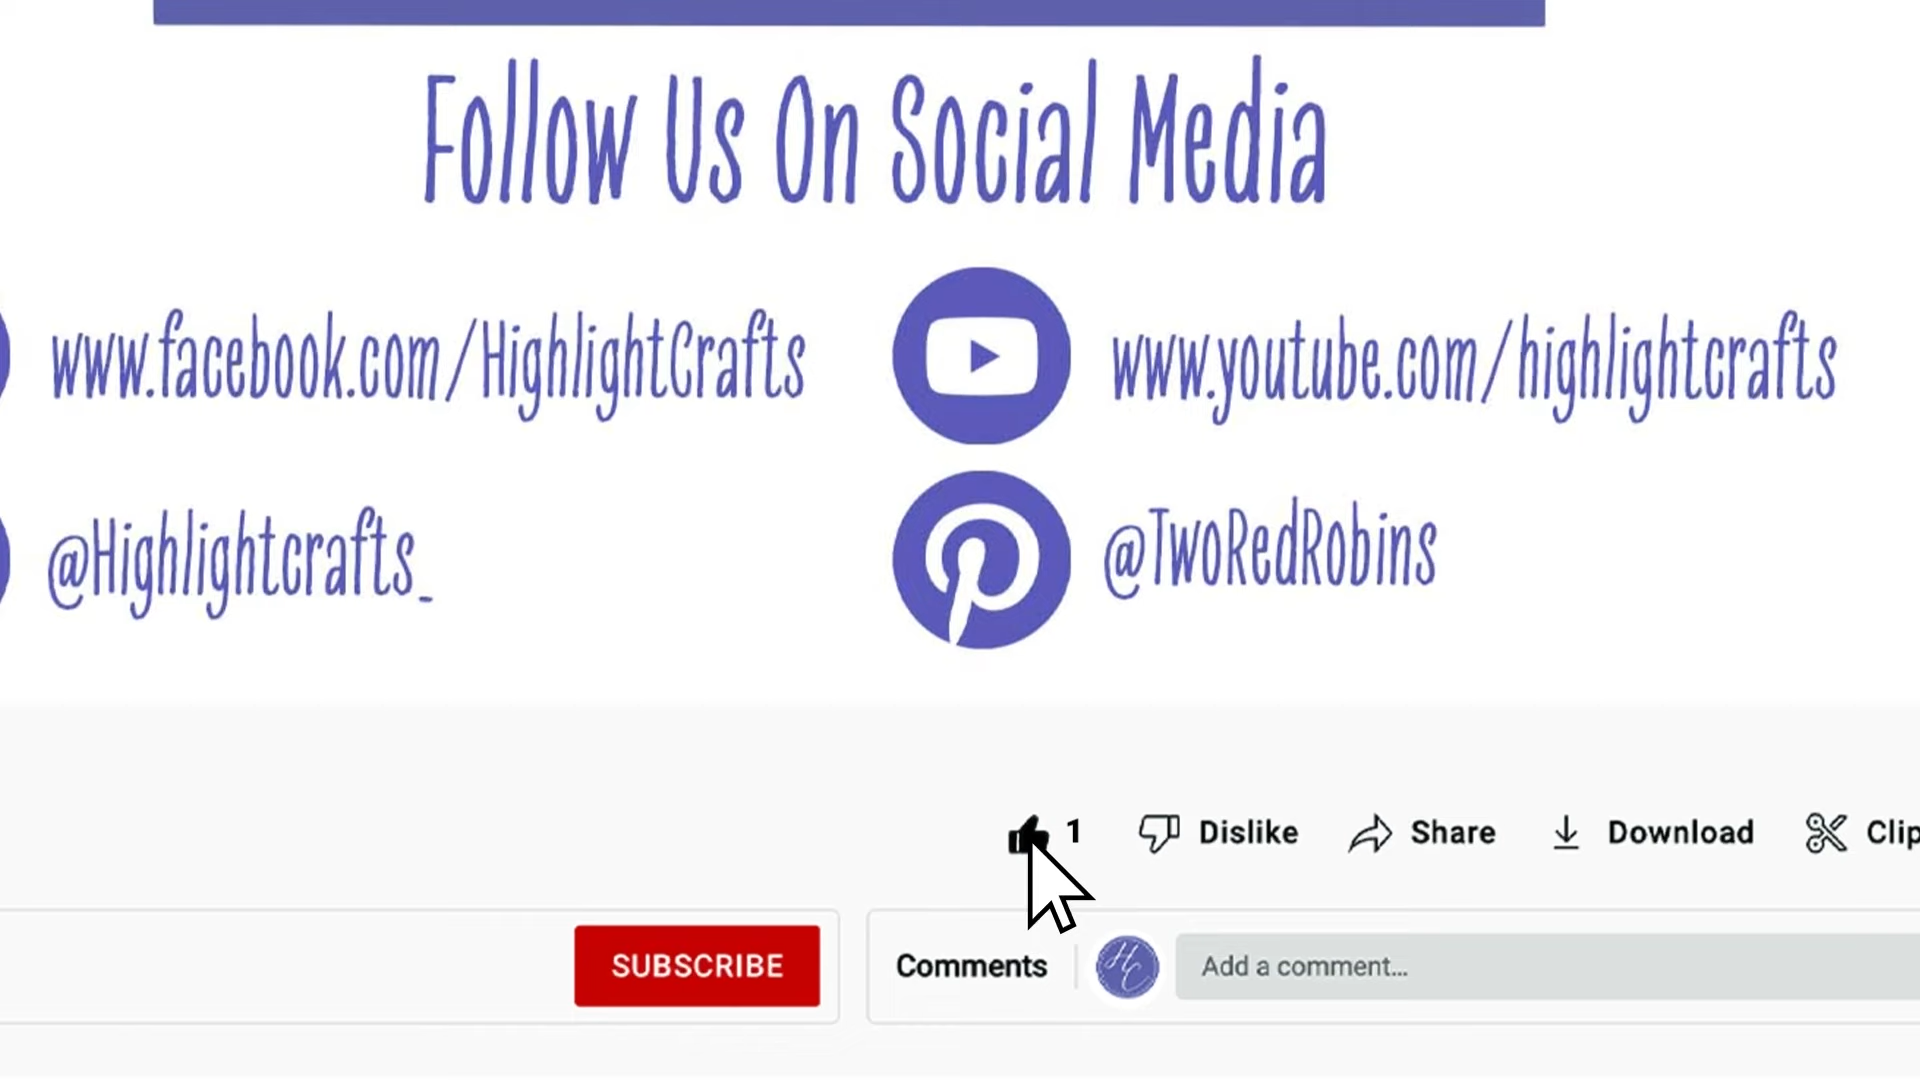 Follow Us On Social Media
www.facebook.com/HighlightCrafts
www.youtube.com/highlightcrafts
@Highlightcrafts_
@TwoRedRobins
1 Dislike Share Download Clip
SUBSCRIBE
Comments HC Add a comment...